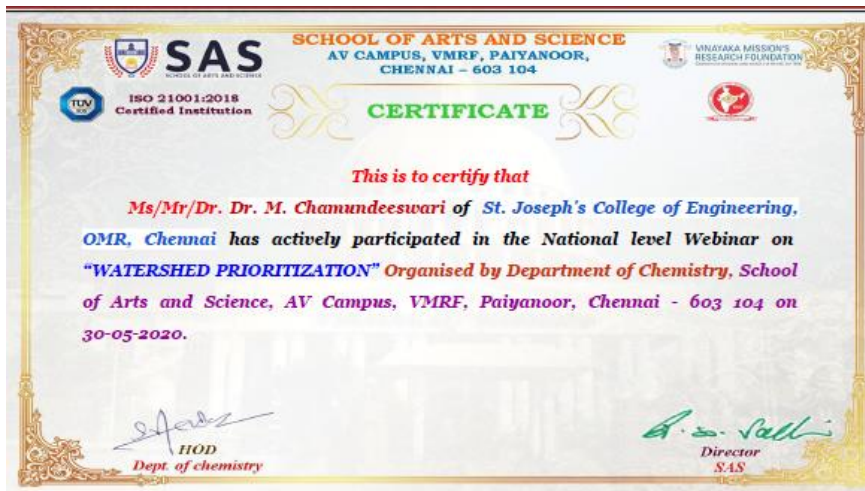 SAS
SCHOOL OF ARTS AND SCIENCE
SCHOOL OF ARTS AND SCIENCE
AV CAMPUS, VMRF, PAIYANOOR,
CHENNAI – 603 104
VINAYAKA MISSION'S
RESEARCH FOUNDATION
TUV
ISO 21001:2018
Certified Institution
CERTIFICATE
This is to certify that
Ms/Mr/Dr. Dr. M. Chamundeeswari of St. Joseph's College of Engineering,
OMR, Chennai has actively participated in the National level Webinar on
“WATERSHED PRIORITIZATION” Organised by Department of Chemistry, School
of Arts and Science, AV Campus, VMRF, Paiyanoor, Chennai - 603 104 on
30-05-2020.
HOD
Dept. of chemistry
Director
SAS